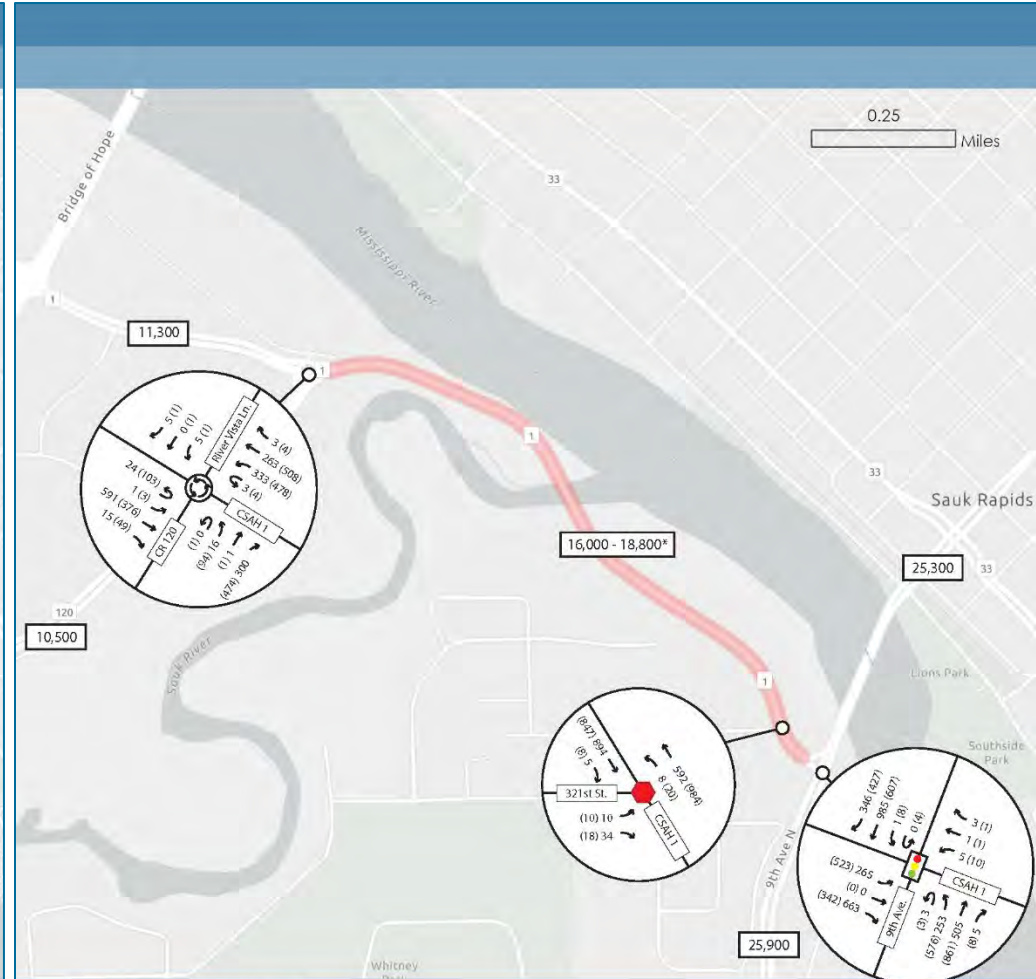 0.25
Miles
Bridge of Hope
33
Mississippi River
1
11,300
1
5 (1)
0 (1)
5 (1)
River Vista Ln.
3 (4)
263 (508)
333 (478)
3 (4)
24 (103)
1 (3)
591 (376)
15 (49)
CR 120
CSAH 1
(1) 0
(94) 16
(1) 1
(474) 300
1
33
Sauk Rapids
16,000 - 18,800*
25,300
33
120
10,500
Sauk River
Lions Park
1
Southside
Park
(847) 894
(8) 5
592 (984)
8 (20)
321st St.
CSAH 1
(10) 10
(18) 34
9th Ave N
346 (427)
985 (607)
1 (8)
0 (4)
3 (1)
1 (1)
5 (10)
(523) 265
(0) 0
(342) 663
CSAH 1
9th Ave.
(3) 3
(576) 253
(861) 505
(8) 5
25,900
Whitney